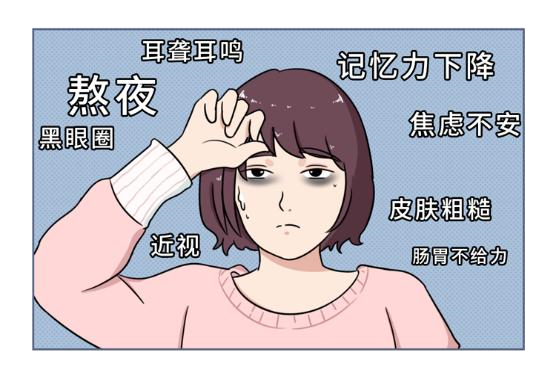 耳聋耳鸣
记忆力下降
熬夜
焦虑不安
黑眼圈
皮肤粗糙
近视
肠胃不给力